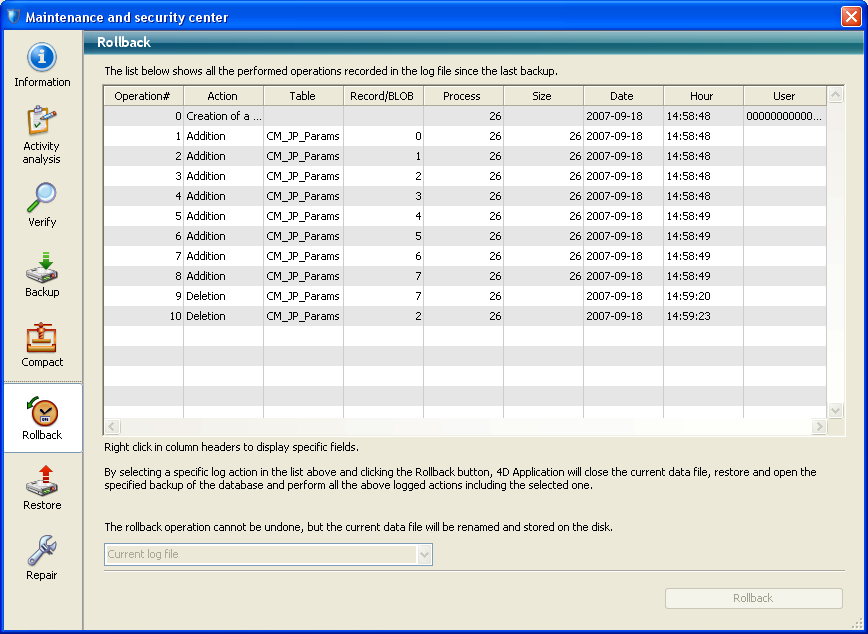 Maintenance and security center
Rollback
Information
Activity
analysis
Verify
Backup
Compact
Rollback
Restore
Repair
The list below shows all the performed operations recorded in the log file since the last backup.
Operation# Action Table Record/BLOB Process Size Date Hour User
0 Creation of a ... 26 2007-09-18 14:58:48 00000000000...
1 Addition CM_JP_Params 0 26 26 2007-09-18 14:58:48
2 Addition CM_JP_Params 1 26 26 2007-09-18 14:58:48
3 Addition CM_JP_Params 2 26 26 2007-09-18 14:58:48
4 Addition CM_JP_Params 3 26 26 2007-09-18 14:58:48
5 Addition CM_JP_Params 4 26 26 2007-09-18 14:58:49
6 Addition CM_JP_Params 5 26 26 2007-09-18 14:58:49
7 Addition CM_JP_Params 6 26 26 2007-09-18 14:58:49
8 Addition CM_JP_Params 7 26 26 2007-09-18 14:58:49
9 Deletion CM_JP_Params 7 26 2007-09-18 14:59:20
10 Deletion CM_JP_Params 2 26 2007-09-18 14:59:23
Right click in column headers to display specific fields.
By selecting a specific log action in the list above and clicking the Rollback button, 4D Application will close the current data file, restore and open the
specified backup of the database and perform all the above logged actions including the selected one.
The rollback operation cannot be undone, but the current data file will be renamed and stored on the disk.
Current log file
Rollback